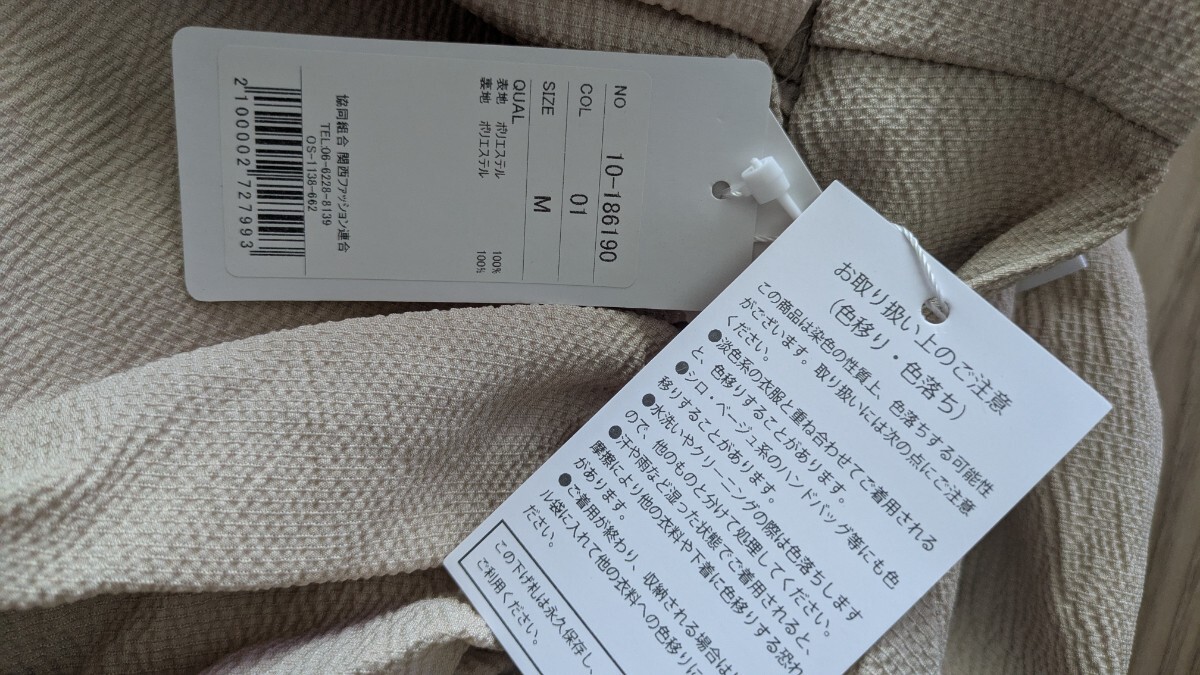 NO 10-186190
COL 01
SIZE M
QUAL
表地 ポリエステル 100%
裏地 ポリエステル 100%
協同組合 関西ファッション連合
TEL.06-6228-8139
OS-1138-662
2100002727993
お取り扱い上のご注意
(色移り・色落ち)
この商品は染色の性質上、色落ちする可能性
がございます。取り扱いには次の点にご注意
ください。
●淡色系の衣服と重ね合わせてご着用される
と、色移りすることがあります。
●シロ・ベージュ系のハンドバッグ等にも色
移りすることがあります。
●水洗いやクリーニングの際は色落ちします
ので、他のものと分けて処理してください。
●汗や雨など湿った状態でご着用されると、
摩擦により他の衣料や下着に色移りする恐れ
があります。
●ご着用が終わり、収納される場合は
ル袋に入れて他の衣料への色移りに
ださい。
この下げ札は永久保存し、
ご利用ください。